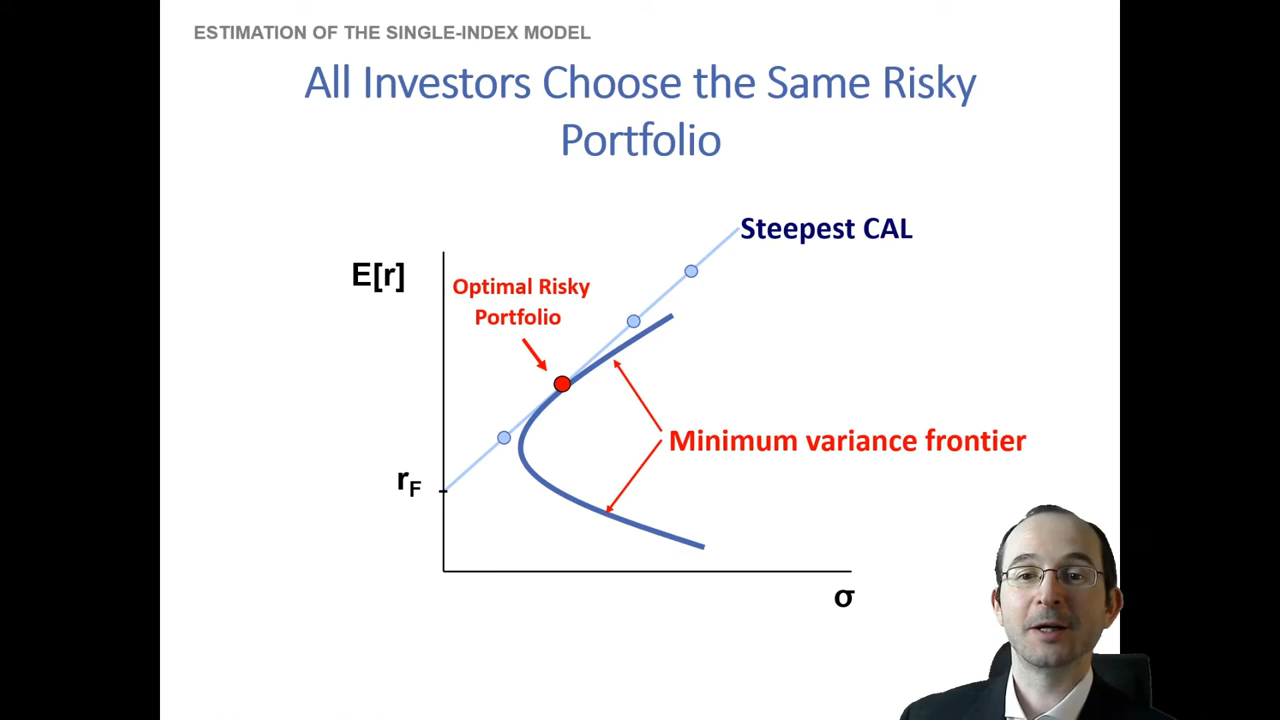 ESTIMATION OF THE SINGLE-INDEX MODEL
All Investors Choose the Same Risky
Portfolio
Steepest CAL
E[r]
Optimal Risky
Portfolio
Minimum variance frontier
rF
σ